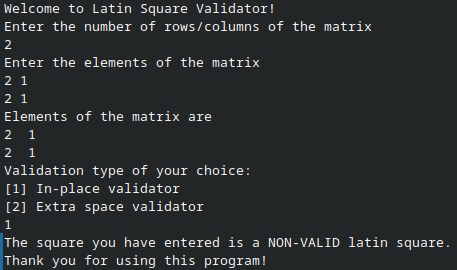 Welcome to Latin Square Validator!
Enter the number of rows/columns of the matrix
2
Enter the elements of the matrix
2 1
2 1
Elements of the matrix are
2  1
2  1
Validation type of your choice:
[1] In-place validator
[2] Extra space validator
1
The square you have entered is a NON-VALID latin square.
Thank you for using this program!